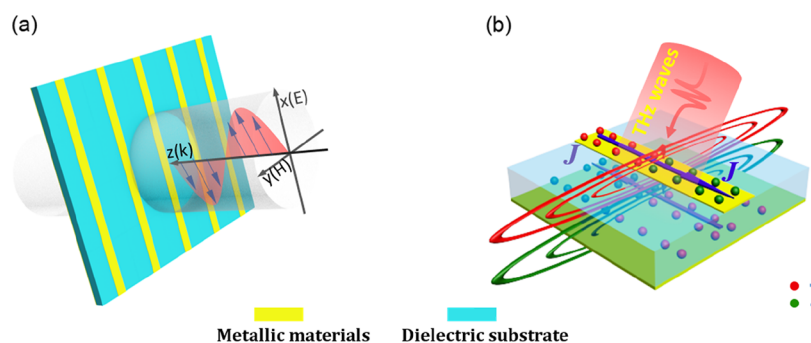 (a)
(b)
x(E)
z(k)
y(H)
THz waves
J
J
Metallic materials
Dielectric substrate